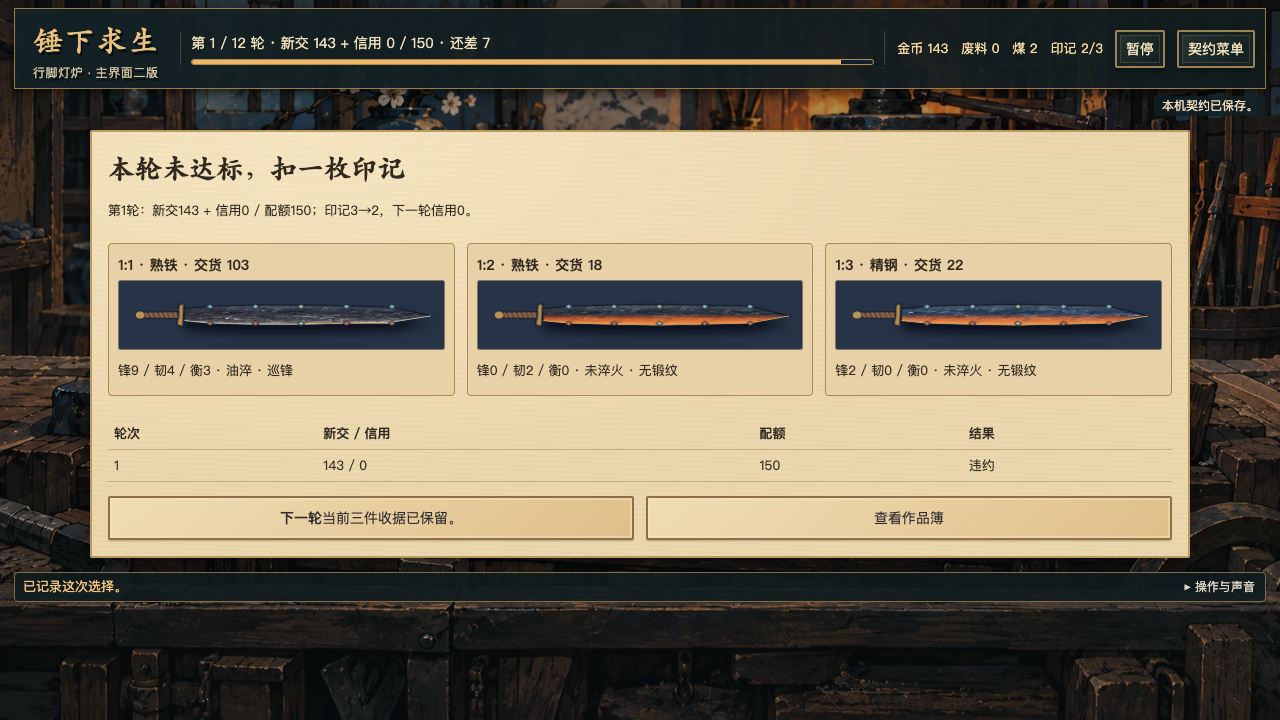 锤下求生
行脚灯炉 · 主界面二版
第 1 / 12 轮 · 新交 143 + 信用 0 / 150 · 还差 7
金币 143 废料 0 煤 2 印记 2/3
暂停
契约菜单
本机契约已保存。
本轮未达标，扣一枚印记
第1轮：新交143 + 信用0 / 配额150；印记3→2，下一轮信用0。
1:1 · 熟铁 · 交货 103
锋9 / 韧4 / 衡3 · 油淬 · 巡锋
1:2 · 熟铁 · 交货 18
锋0 / 韧2 / 衡0 · 未淬火 · 无锻纹
1:3 · 精钢 · 交货 22
锋2 / 韧0 / 衡0 · 未淬火 · 无锻纹
轮次 新交 / 信用 配额 结果
1 143 / 0 150 违约
下一轮当前三件收据已保留。
查看作品簿
已记录这次选择。
▸ 操作与声音